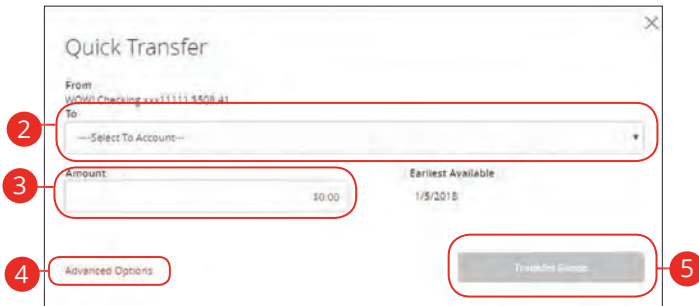 Quick Transfer
From
WOW! Checking xxx11111 $508.41
To
2
---Select To Account---
3
Amount
Earliest Available
$0.00
1/5/2018
4
Advanced Options
Transfer Funds
5